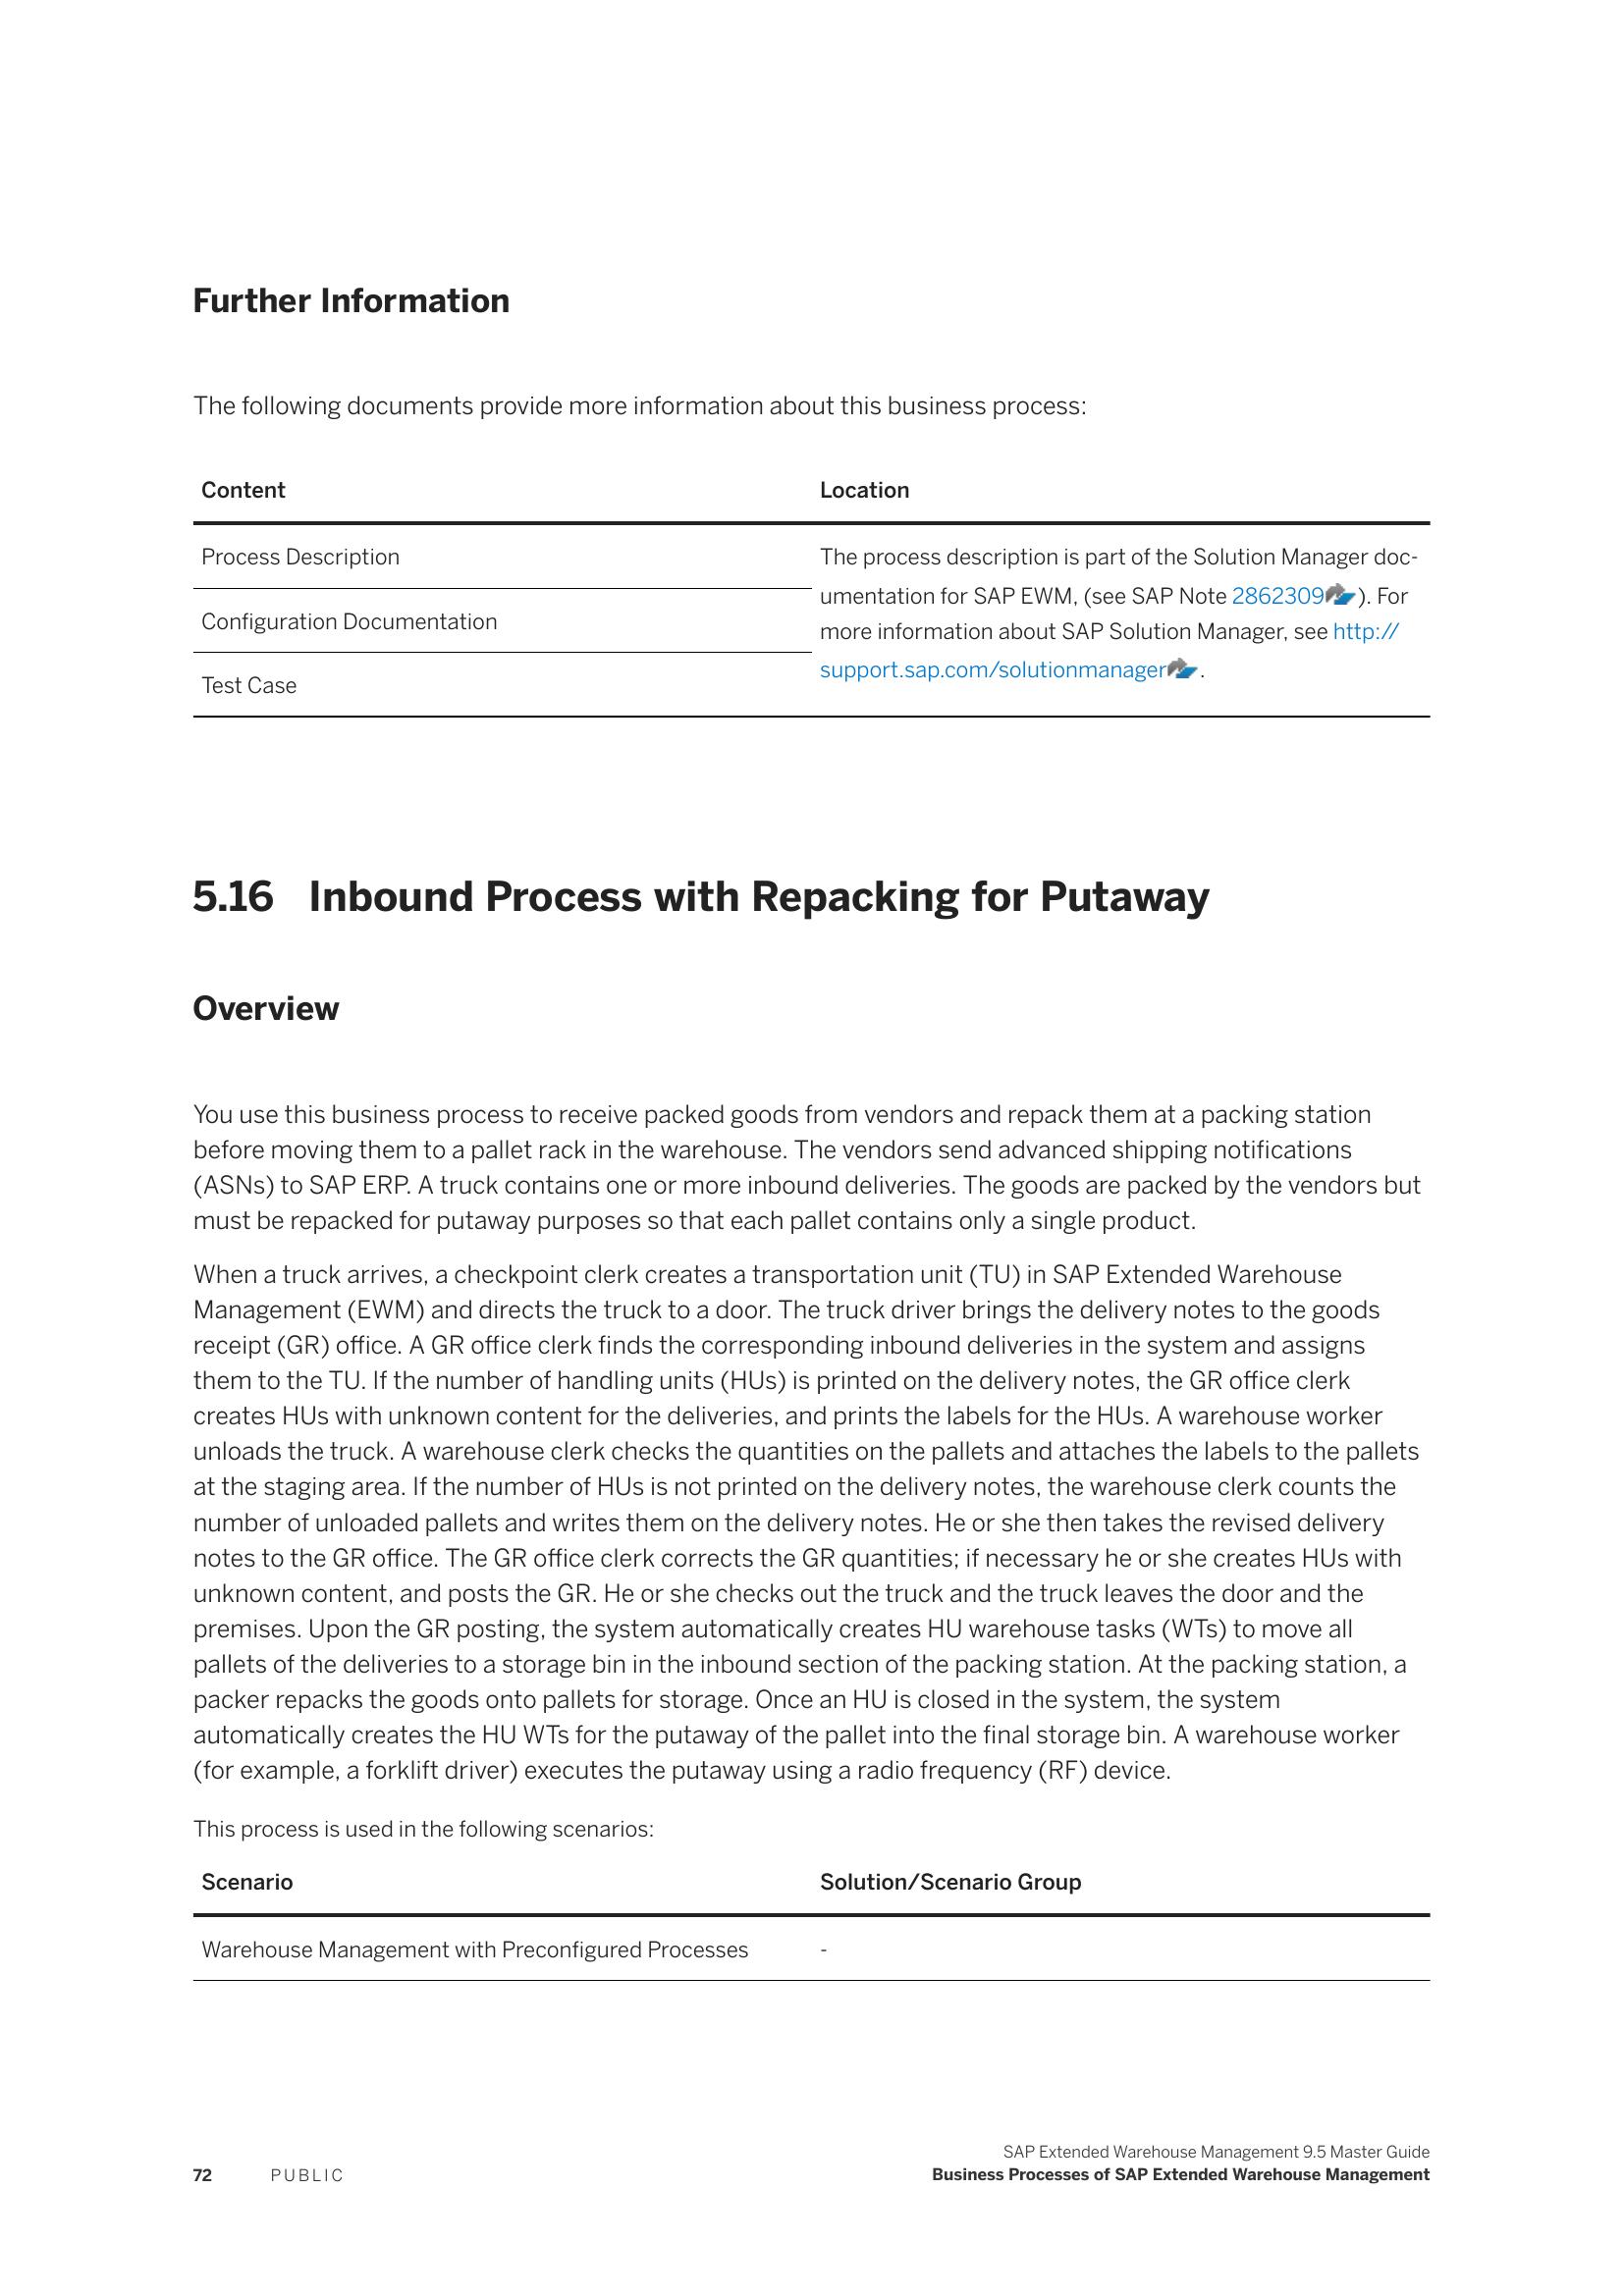 Further Information
The following documents provide more information about this business process:
Content Location
Process Description
Configuration Documentation
Test Case
The process description is part of the Solution Manager doc-
umentation for SAP EWM, (see SAP Note 2862309). For
more information about SAP Solution Manager, see http://
support.sap.com/solutionmanager.
5.16 Inbound Process with Repacking for Putaway
Overview
You use this business process to receive packed goods from vendors and repack them at a packing station
before moving them to a pallet rack in the warehouse. The vendors send advanced shipping notifications
(ASNs) to SAP ERP. A truck contains one or more inbound deliveries. The goods are packed by the vendors but
must be repacked for putaway purposes so that each pallet contains only a single product.
When a truck arrives, a checkpoint clerk creates a transportation unit (TU) in SAP Extended Warehouse
Management (EWM) and directs the truck to a door. The truck driver brings the delivery notes to the goods
receipt (GR) office. A GR office clerk finds the corresponding inbound deliveries in the system and assigns
them to the TU. If the number of handling units (HUs) is printed on the delivery notes, the GR office clerk
creates HUs with unknown content for the deliveries, and prints the labels for the HUs. A warehouse worker
unloads the truck. A warehouse clerk checks the quantities on the pallets and attaches the labels to the pallets
at the staging area. If the number of HUs is not printed on the delivery notes, the warehouse clerk counts the
number of unloaded pallets and writes them on the delivery notes. He or she then takes the revised delivery
notes to the GR office. The GR office clerk corrects the GR quantities; if necessary he or she creates HUs with
unknown content, and posts the GR. He or she checks out the truck and the truck leaves the door and the
premises. Upon the GR posting, the system automatically creates HU warehouse tasks (WTs) to move all
pallets of the deliveries to a storage bin in the inbound section of the packing station. At the packing station, a
packer repacks the goods onto pallets for storage. Once an HU is closed in the system, the system
automatically creates the HU WTs for the putaway of the pallet into the final storage bin. A warehouse worker
(for example, a forklift driver) executes the putaway using a radio frequency (RF) device.
This process is used in the following scenarios:
Scenario Solution/Scenario Group
Warehouse Management with Preconfigured Processes -
SAP Extended Warehouse Management 9.5 Master Guide
72 PUBLIC Business Processes of SAP Extended Warehouse Management